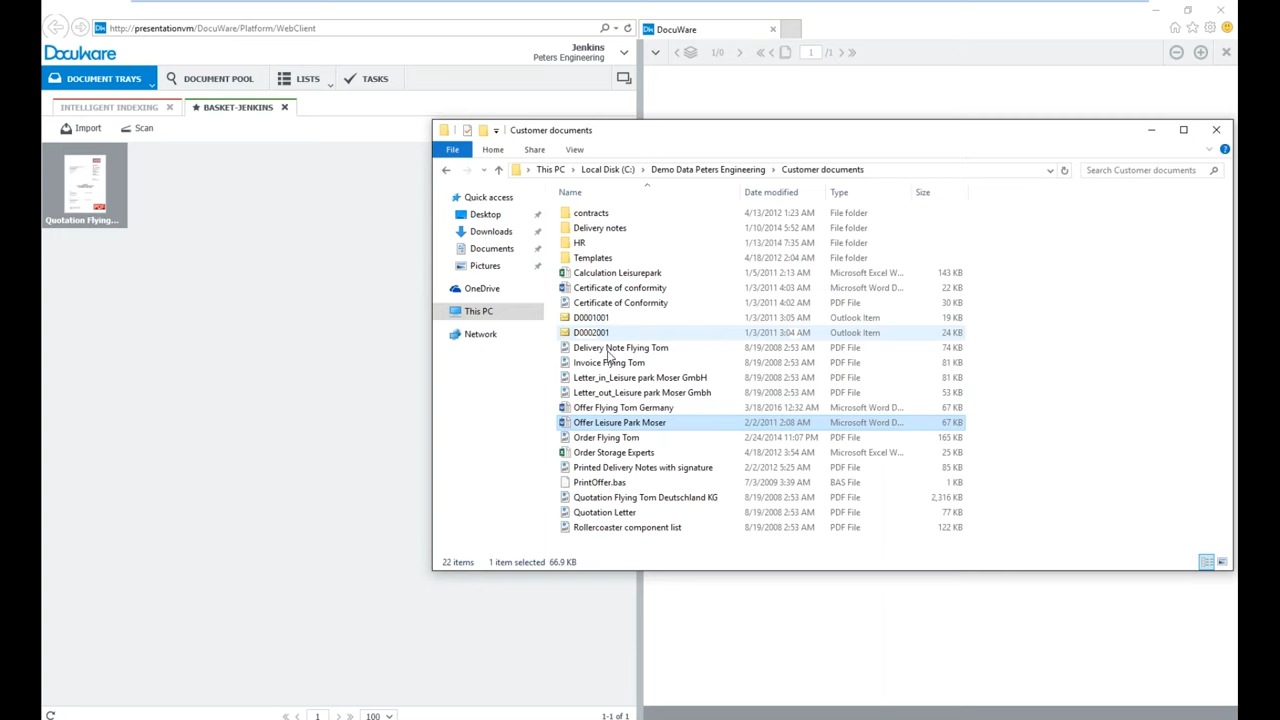 http://presentationvm/DocuWare/Platform/WebClient
DocuWare
DocuWare
Jenkins
Peters Engineering
1/0
1
/1
DOCUMENT TRAYS
DOCUMENT POOL
LISTS
TASKS
INTELLIGENT INDEXING
BASKET-JENKINS
Import
Scan
Quotation Flying...
Customer documents
File
Home
Share
View
This PC
Local Disk (C:)
Demo Data Peters Engineering
Customer documents
Search Customer documents
Name
Date modified
Type
Size
Quick access
Desktop
Downloads
Documents
Pictures
OneDrive
This PC
Network
contracts 4/13/2012 1:23 AM File folder
Delivery notes 1/10/2014 5:52 AM File folder
HR 1/13/2014 7:35 AM File folder
Templates 4/18/2012 2:04 AM File folder
Calculation Leisurepark 1/5/2011 2:13 AM Microsoft Excel W... 143 KB
Certificate of conformity 1/3/2011 4:03 AM Microsoft Word D... 22 KB
Certificate of Conformity 1/3/2011 4:02 AM PDF File 30 KB
D0001001 1/3/2011 3:05 AM Outlook Item 19 KB
D0002001 1/3/2011 3:04 AM Outlook Item 24 KB
Delivery Note Flying Tom 8/19/2008 2:53 AM PDF File 74 KB
Invoice Flying Tom 8/19/2008 2:53 AM PDF File 81 KB
Letter_in_Leisure park Moser GmbH 8/19/2008 2:53 AM PDF File 81 KB
Letter_out_Leisure park Moser Gmbh 8/19/2008 2:53 AM PDF File 53 KB
Offer Flying Tom Germany 3/18/2016 12:32 AM Microsoft Word D... 67 KB
Offer Leisure Park Moser 2/2/2011 2:08 AM Microsoft Word D... 67 KB
Order Flying Tom 2/24/2014 11:07 PM PDF File 165 KB
Order Storage Experts 4/18/2012 3:54 AM Microsoft Excel W... 25 KB
Printed Delivery Notes with signature 2/2/2012 5:25 AM PDF File 85 KB
PrintOffer.bas 7/3/2009 3:39 AM BAS File 1 KB
Quotation Flying Tom Deutschland KG 8/19/2008 2:53 AM PDF File 2,316 KB
Quotation Letter 8/19/2008 2:53 AM PDF File 77 KB
Rollercoaster component list 8/19/2008 2:53 AM PDF File 122 KB
22 items
1 item selected 66.9 KB
1
100
1-1 of 1